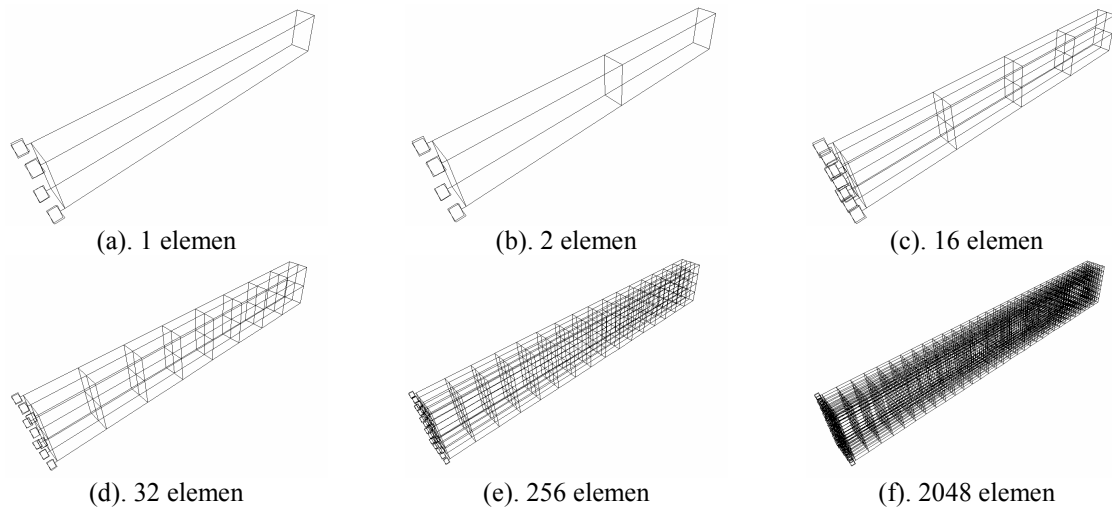 (a). 1 elemen
(b). 2 elemen
(c). 16 elemen
(d). 32 elemen
(e). 256 elemen
(f). 2048 elemen